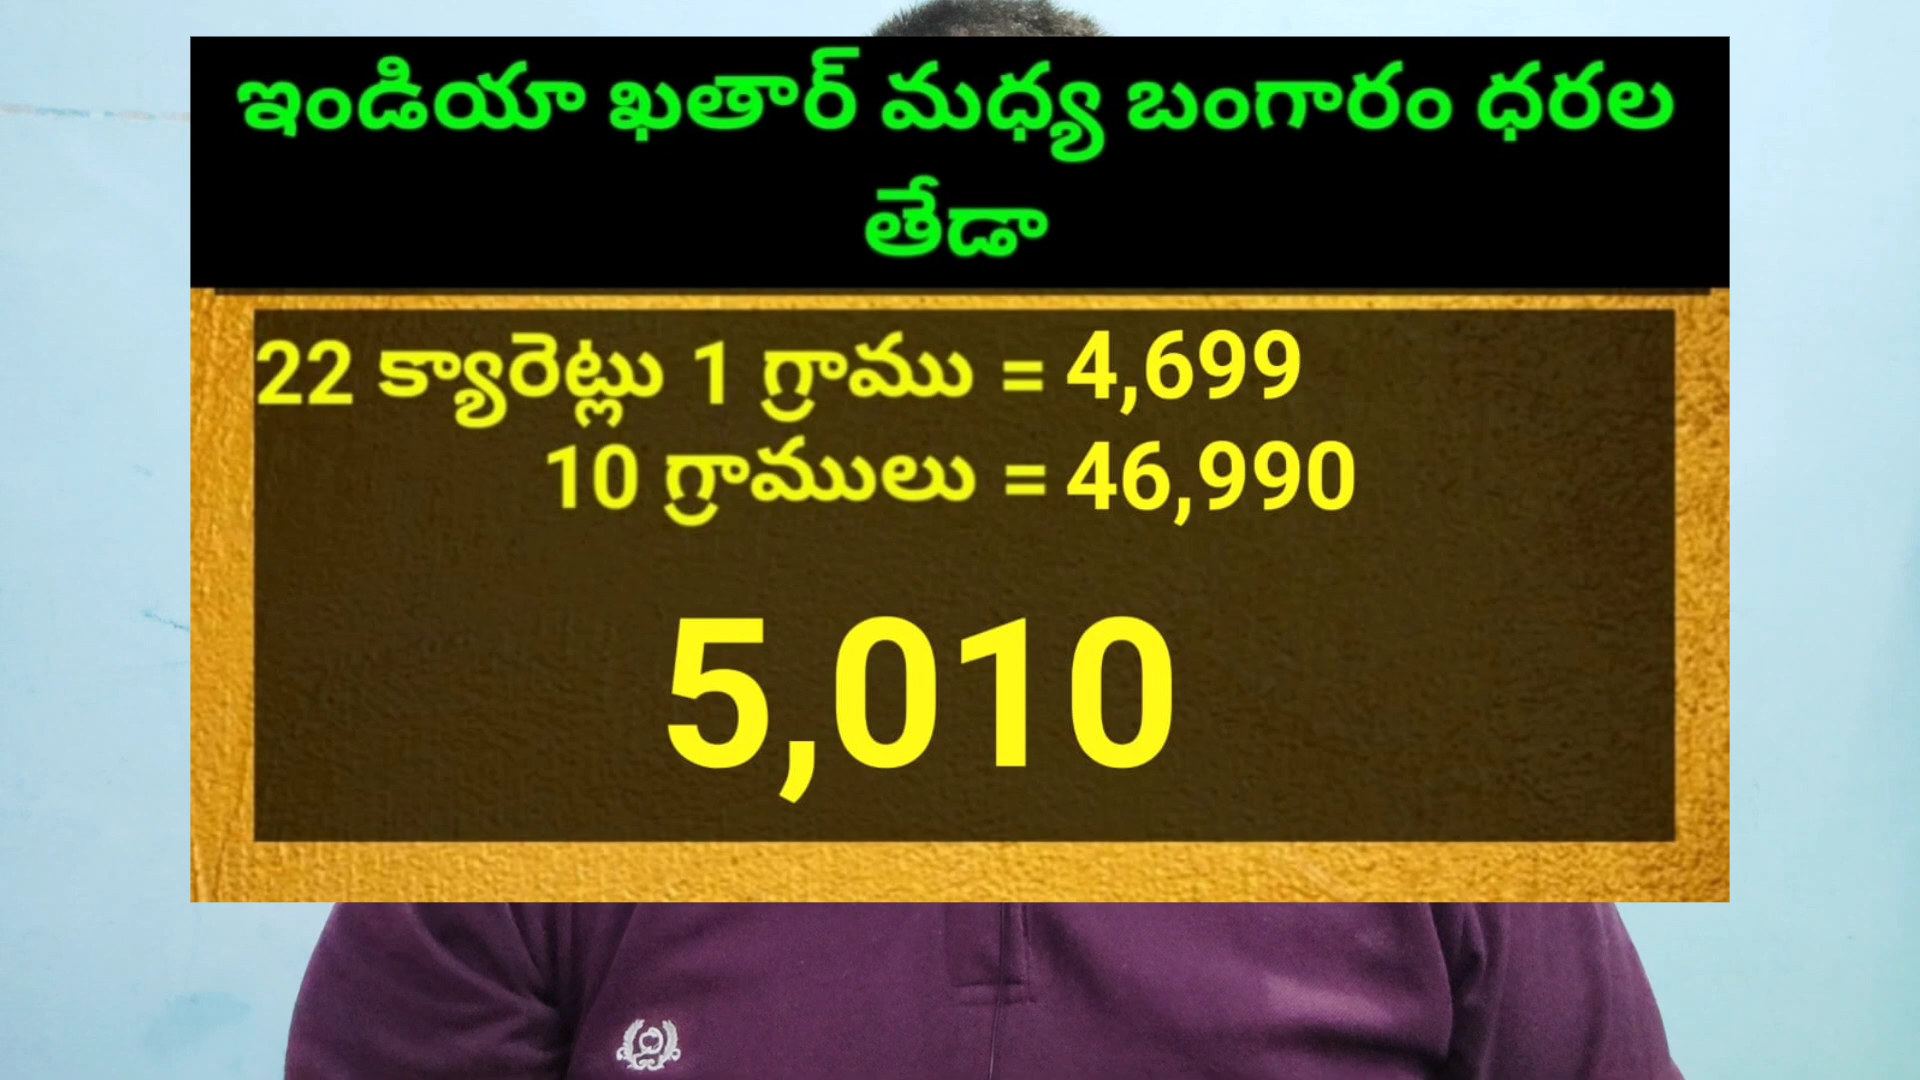 ఇండియా ఖతార్ మధ్య బంగారం ధరల
తేడా
22 క్యారెట్లు 1 గ్రాము = 4,699
10 గ్రాములు = 46,990
5,010